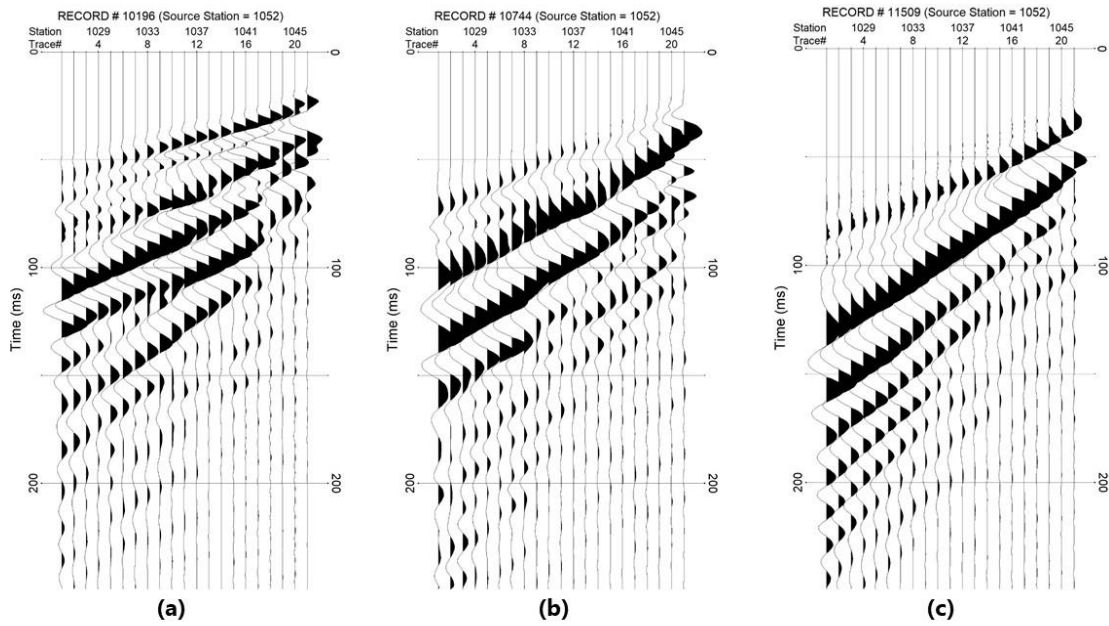 RECORD # 10196 (Source Station = 1052)
Station 1029 1033 1037 1041 1045
Trace# 4 8 12 16 20
0 0
100 100
200 200
Time (ms)
(a)
RECORD # 10744 (Source Station = 1052)
Station 1029 1033 1037 1041 1045
Trace# 4 8 12 16 20
0 0
100 100
200 200
Time (ms)
(b)
RECORD # 11509 (Source Station = 1052)
Station 1029 1033 1037 1041 1045
Trace# 4 8 12 16 20
0 0
100 100
200 200
Time (ms)
(c)